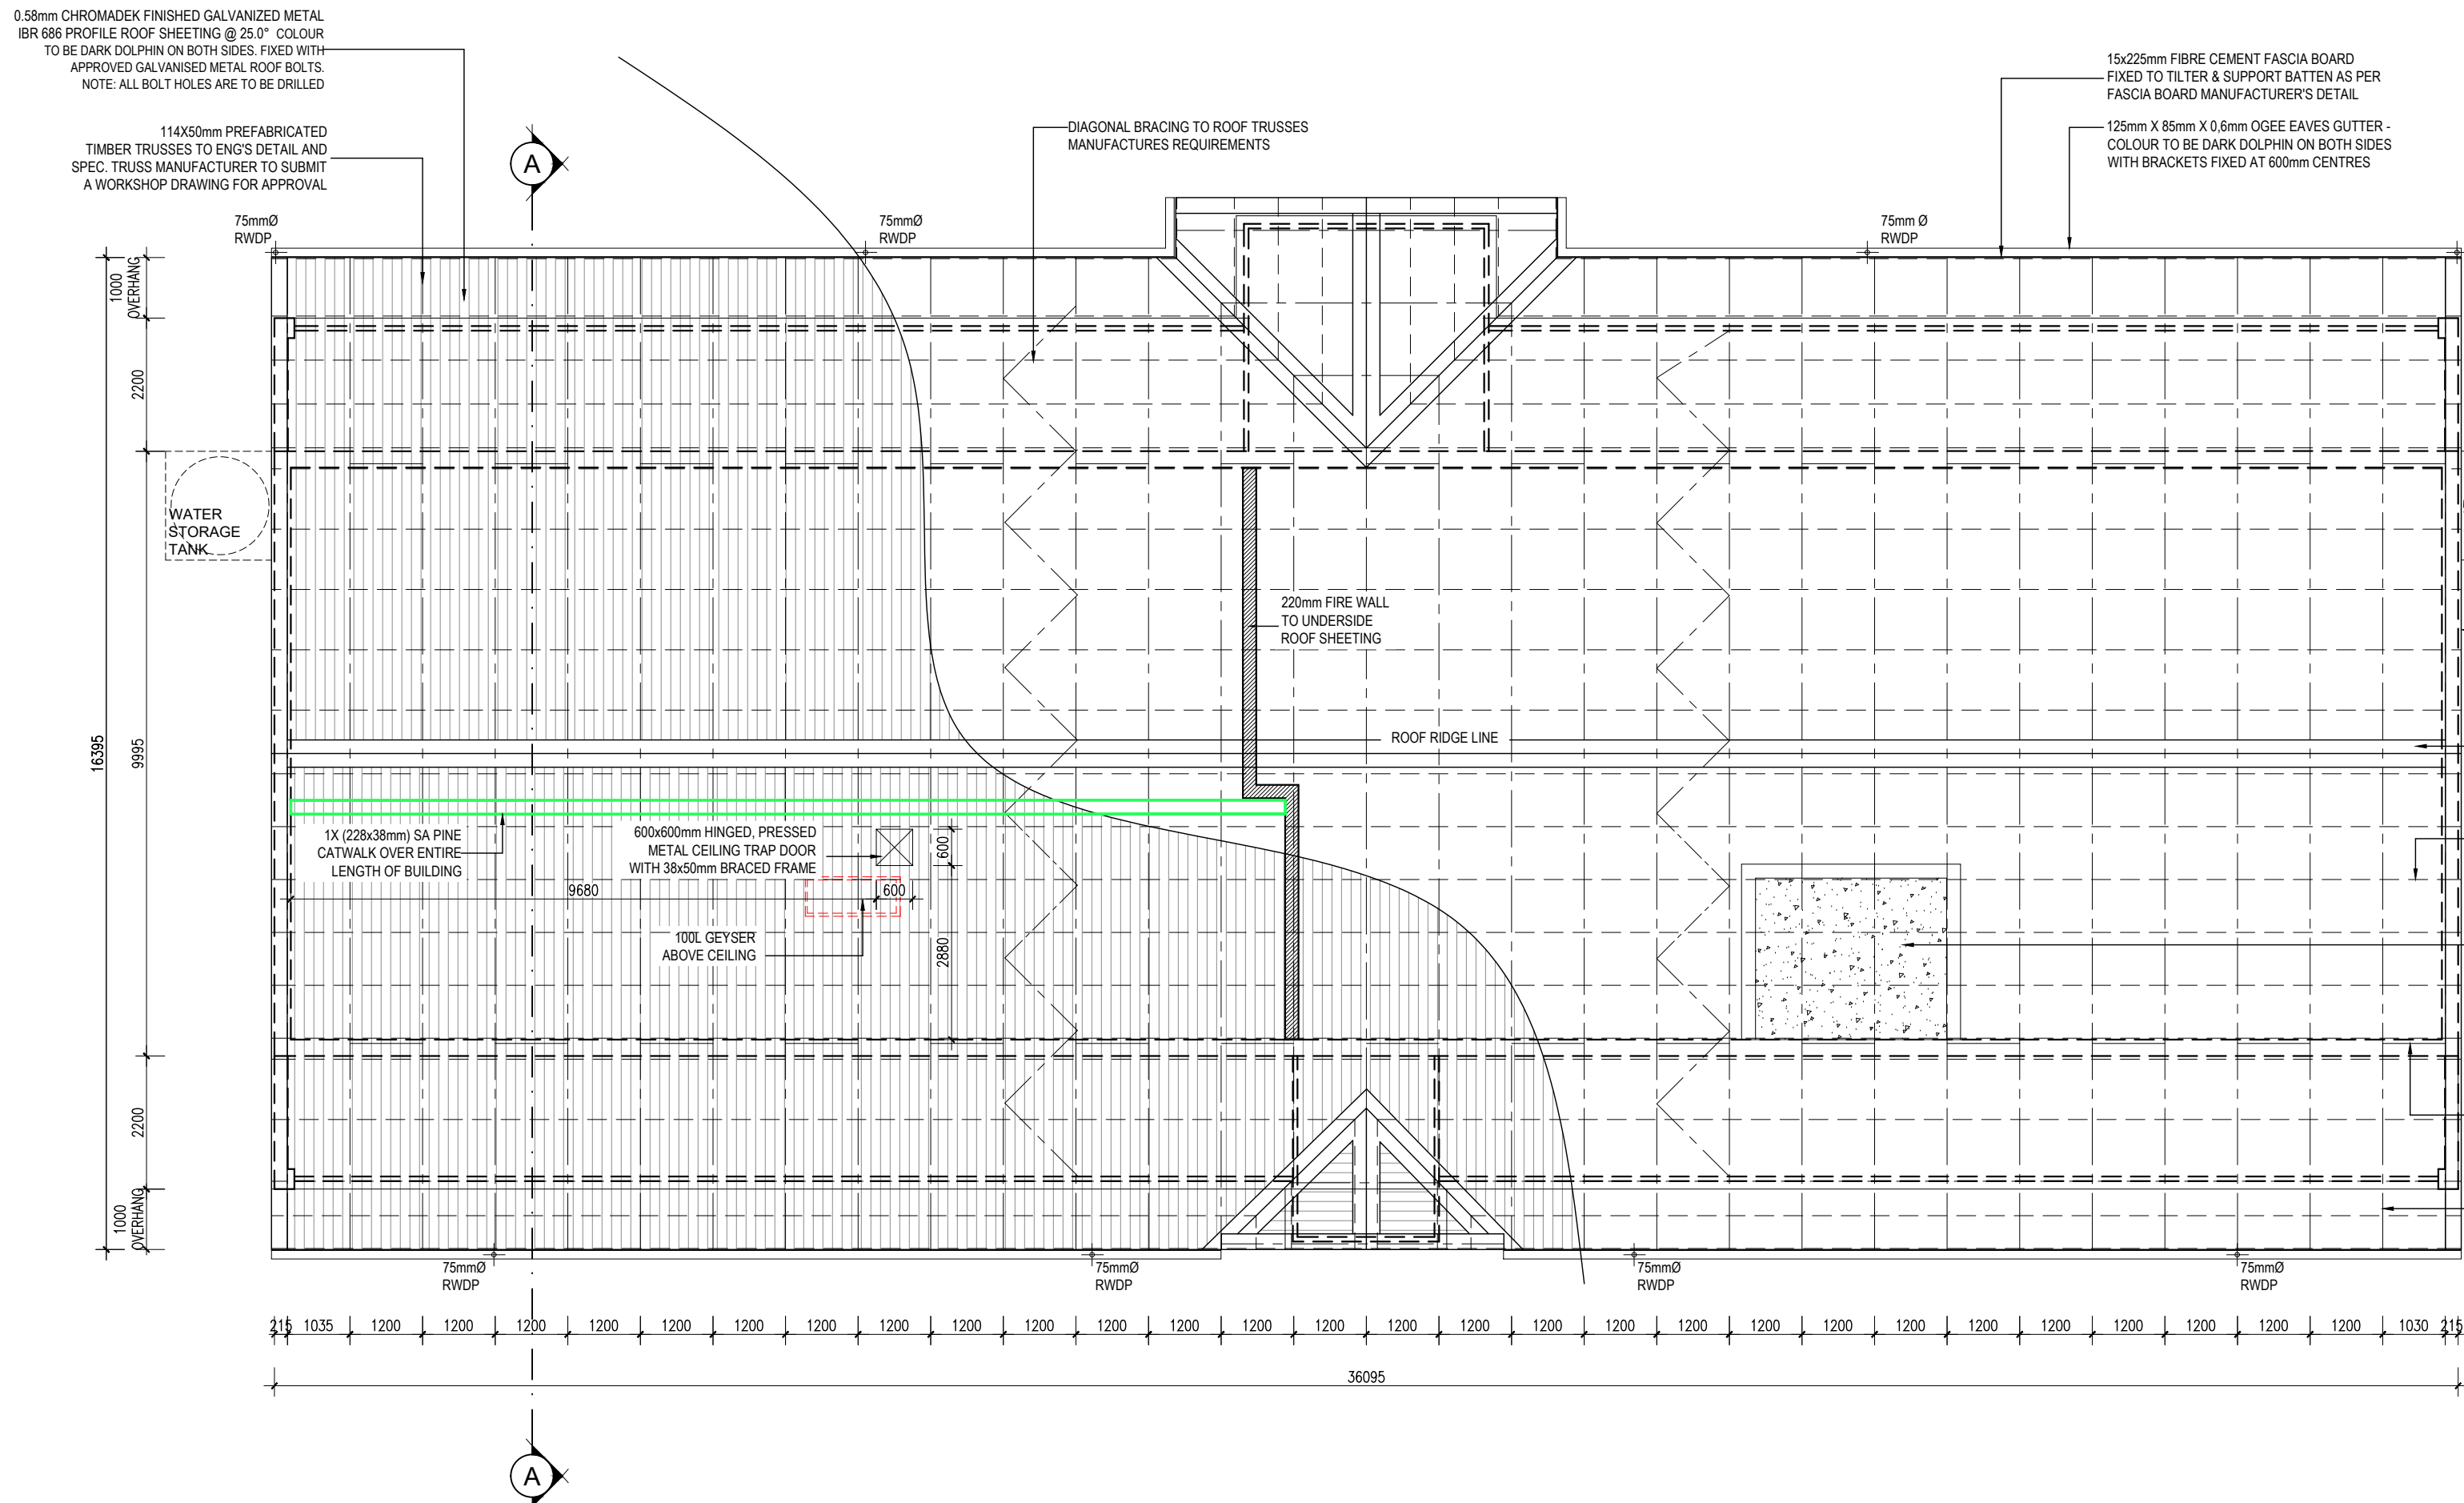 0.58mm CHROMADEK FINISHED GALVANIZED METAL
IBR 686 PROFILE ROOF SHEETING @ 25.0° COLOUR
TO BE DARK DOLPHIN ON BOTH SIDES. FIXED WITH
APPROVED GALVANISED METAL ROOF BOLTS.
NOTE: ALL BOLT HOLES ARE TO BE DRILLED
114X50mm PREFABRICATED
TIMBER TRUSSES TO ENG'S DETAIL AND
SPEC. TRUSS MANUFACTURER TO SUBMIT
A WORKSHOP DRAWING FOR APPROVAL
A
DIAGONAL BRACING TO ROOF TRUSSES
MANUFACTURES REQUIREMENTS
15x225mm FIBRE CEMENT FASCIA BOARD
FIXED TO TILTER & SUPPORT BATTEN AS PER
FASCIA BOARD MANUFACTURER'S DETAIL
125mm X 85mm X 0,6mm OGEE EAVES GUTTER -
COLOUR TO BE DARK DOLPHIN ON BOTH SIDES
WITH BRACKETS FIXED AT 600mm CENTRES
75mmØ
RWDP
75mmØ
RWDP
75mm Ø
RWDP
1000
OVERHANG
2200
9995
2200
1000
OVERHANG
16395
WATER
STORAGE
TANK
220mm FIRE WALL
TO UNDERSIDE
ROOF SHEETING
ROOF RIDGE LINE
1X (228x38mm) SA PINE
CATWALK OVER ENTIRE
LENGTH OF BUILDING
600x600mm HINGED, PRESSED
METAL CEILING TRAP DOOR
WITH 38x50mm BRACED FRAME
600
9680
600
2880
100L GEYSER
ABOVE CEILING
75mmØ
RWDP
75mmØ
RWDP
75mmØ
RWDP
75mmØ
RWDP
215 1035 1200 1200 1200 1200 1200 1200 1200 1200 1200 1200 1200 1200 1200 1200 1200 1200 1200 1200 1200 1200 1200 1200 1200 1200 1200 1200 1200 1200 1030 215
36095
A